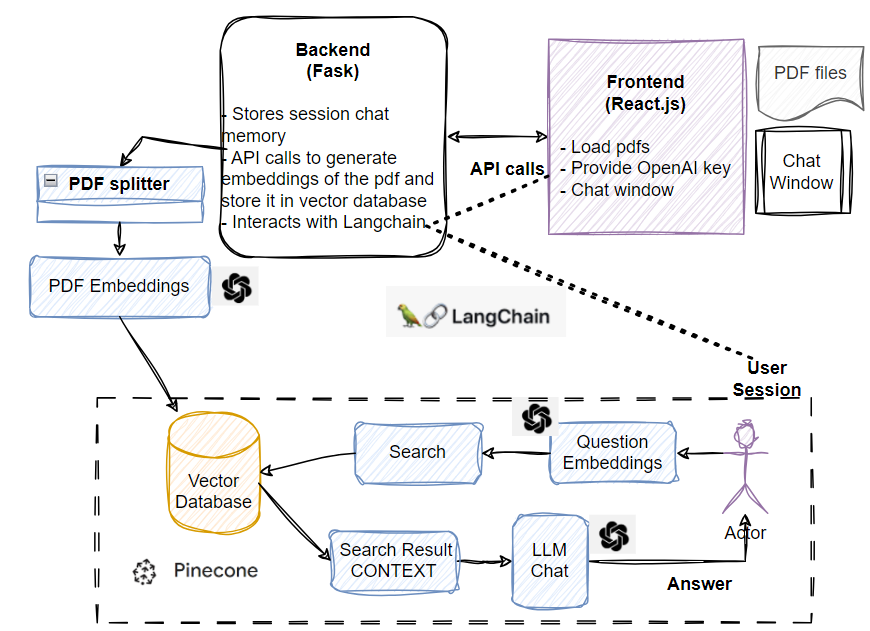 Backend
(Fask)
- Stores session chat
memory
- API calls to generate
embeddings of the pdf and
store it in vector database
- Interacts with Langchain
Frontend
(React.js)
- Load pdfs
- Provide OpenAI key
- Chat window
PDF files
Chat
Window
API calls
PDF splitter
PDF Embeddings
LangChain
User
Session
Vector
Database
Search
Question
Embeddings
Actor
Search Result
CONTEXT
LLM
Chat
Answer
Pinecone